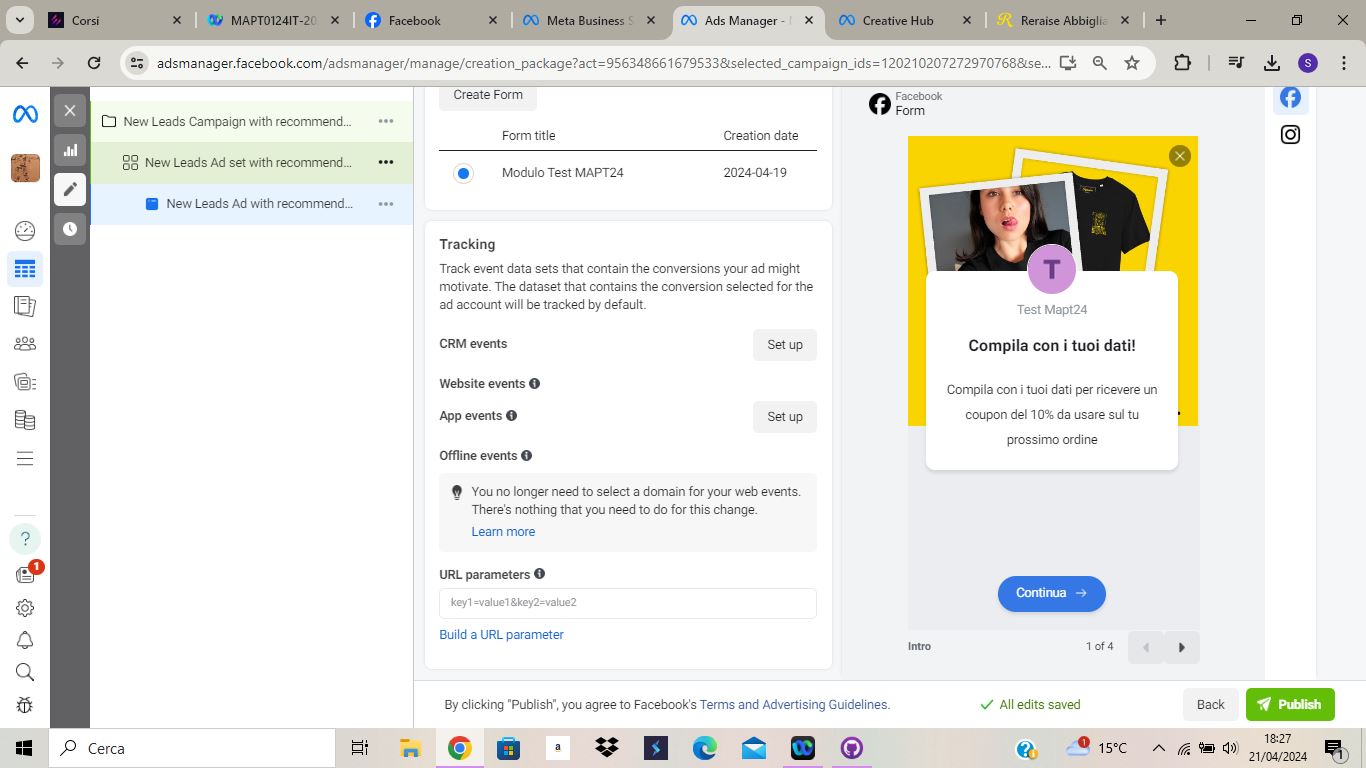 Corsi
MAPT0124IT-20
Facebook
Meta Business S
Ads Manager -
Creative Hub
Reraise Abbiglia
adsmanager.facebook.com/adsmanager/manage/creation_package?act=956348661679533&selected_campaign_ids=120210207272970768&se...
S
New Leads Campaign with recommend...
New Leads Ad set with recommend...
New Leads Ad with recommend...
1
Create Form
Form title
Creation date
Modulo Test MAPT24
2024-04-19
Tracking
Track event data sets that contain the conversions your ad might
motivate. The dataset that contains the conversion selected for the
ad account will be tracked by default.
CRM events
Set up
Website events
App events
Set up
Offline events
You no longer need to select a domain for your web events.
There's nothing that you need to do for this change.
Learn more
URL parameters
key1=value1&key2=value2
Build a URL parameter
Facebook
Form
T
Test Mapt24
Compila con i tuoi dati!
Compila con i tuoi dati per ricevere un
coupon del 10% da usare sul tu
prossimo ordine
Continua
Intro
1 of 4
By clicking "Publish", you agree to Facebook's Terms and Advertising Guidelines.
All edits saved
Back
Publish
Cerca
a
1
15°C
18:27
21/04/2024
1